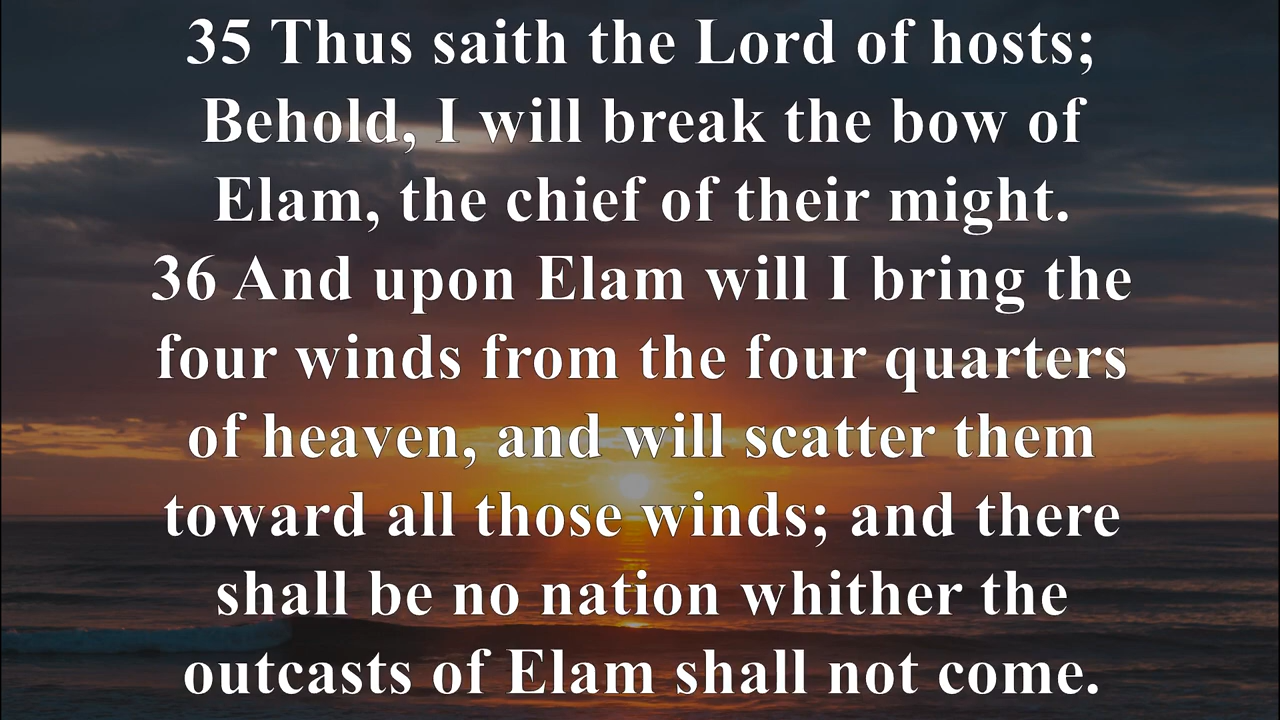 35 Thus saith the Lord of hosts;
Behold, I will break the bow of
Elam, the chief of their might.
36 And upon Elam will I bring the
four winds from the four quarters
of heaven, and will scatter them
toward all those winds; and there
shall be no nation whither the
outcasts of Elam shall not come.